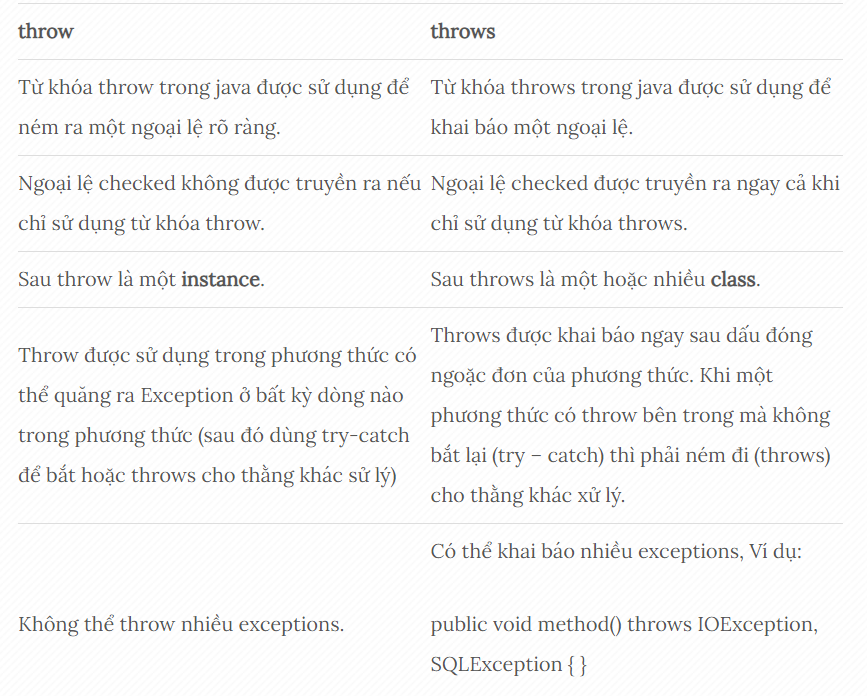 throw
throws
Từ khóa throw trong java được sử dụng để
ném ra một ngoại lệ rõ ràng.
Từ khóa throws trong java được sử dụng để
khai báo một ngoại lệ.
Ngoại lệ checked không được truyền ra nếu
chỉ sử dụng từ khóa throw.
Ngoại lệ checked được truyền ra ngay cả khi
chỉ sử dụng từ khóa throws.
Sau throw là một instance.
Sau throws là một hoặc nhiều class.
Throw được sử dụng trong phương thức có
thể quăng ra Exception ở bất kỳ dòng nào
trong phương thức (sau đó dùng try-catch
để bắt hoặc throws cho thằng khác sử lý)
Throws được khai báo ngay sau dấu đóng
ngoặc đơn của phương thức. Khi một
phương thức có throw bên trong mà không
bắt lại (try – catch) thì phải ném đi (throws)
cho thằng khác xử lý.
Không thể throw nhiều exceptions.
Có thể khai báo nhiều exceptions, Ví dụ:
public void method() throws IOException,
SQLException { }